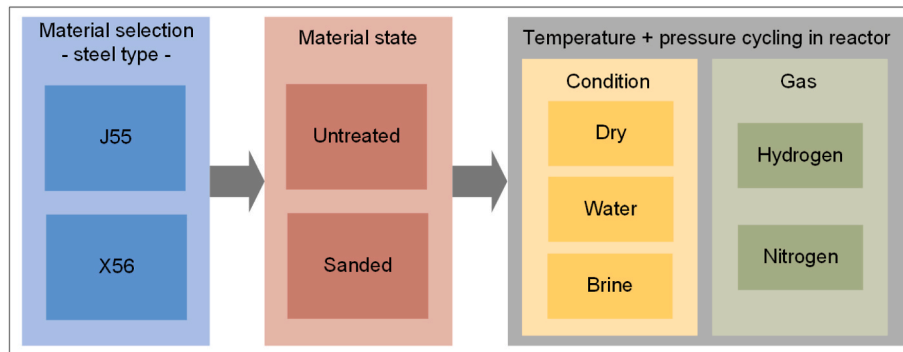 Material selection
- steel type -
J55
X56
Material state
Untreated
Sanded
Temperature + pressure cycling in reactor
Condition
Dry
Water
Brine
Gas
Hydrogen
Nitrogen